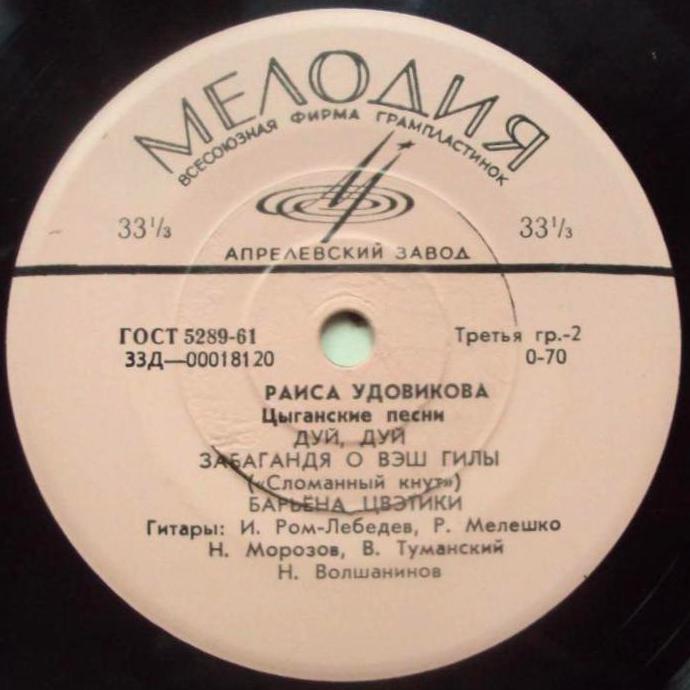 МЕЛОДИЯ
ВСЕСОЮЗНАЯ ФИРМА ГРАМПЛАСТИНОК
33⅓ 33⅓
АПРЕЛЕВСКИЙ ЗАВОД
ГОСТ 5289-61 Третья гр.-2
33Д—00018120 0-70
РАИСА УДОВИКОВА
Цыганские песни
ДУЙ, ДУЙ
ЗАБАГАНДЯ О ВЭШ ГИЛЫ
(«Сломанный кнут»)
БАРЬЁНА ЦВЭТИКИ
Гитары: И. Ром-Лебедев, Р. Мелешко
Н. Морозов, В. Туманский
Н. Волшанинов